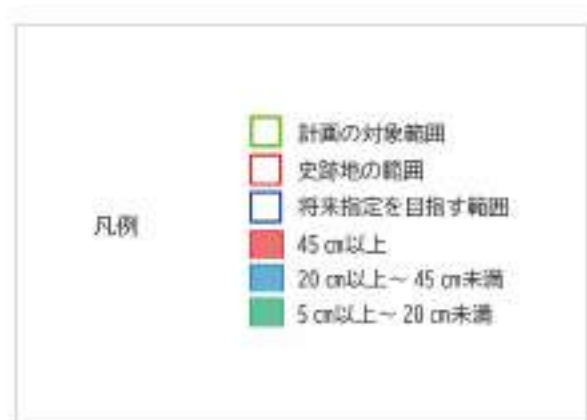 凡例
計画の対象範囲
史跡地の範囲
将来指定を目指す範囲
45 ㎝以上
20 ㎝以上～ 45 ㎝未満
5 ㎝以上～ 20 ㎝未満